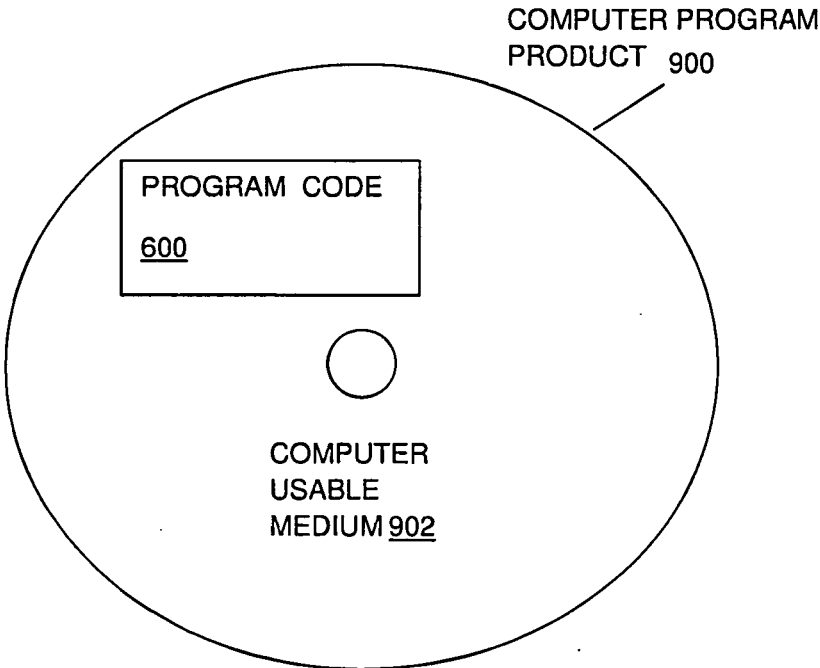 COMPUTER PROGRAM
PRODUCT 900
PROGRAM CODE
600
COMPUTER
USABLE
MEDIUM 902